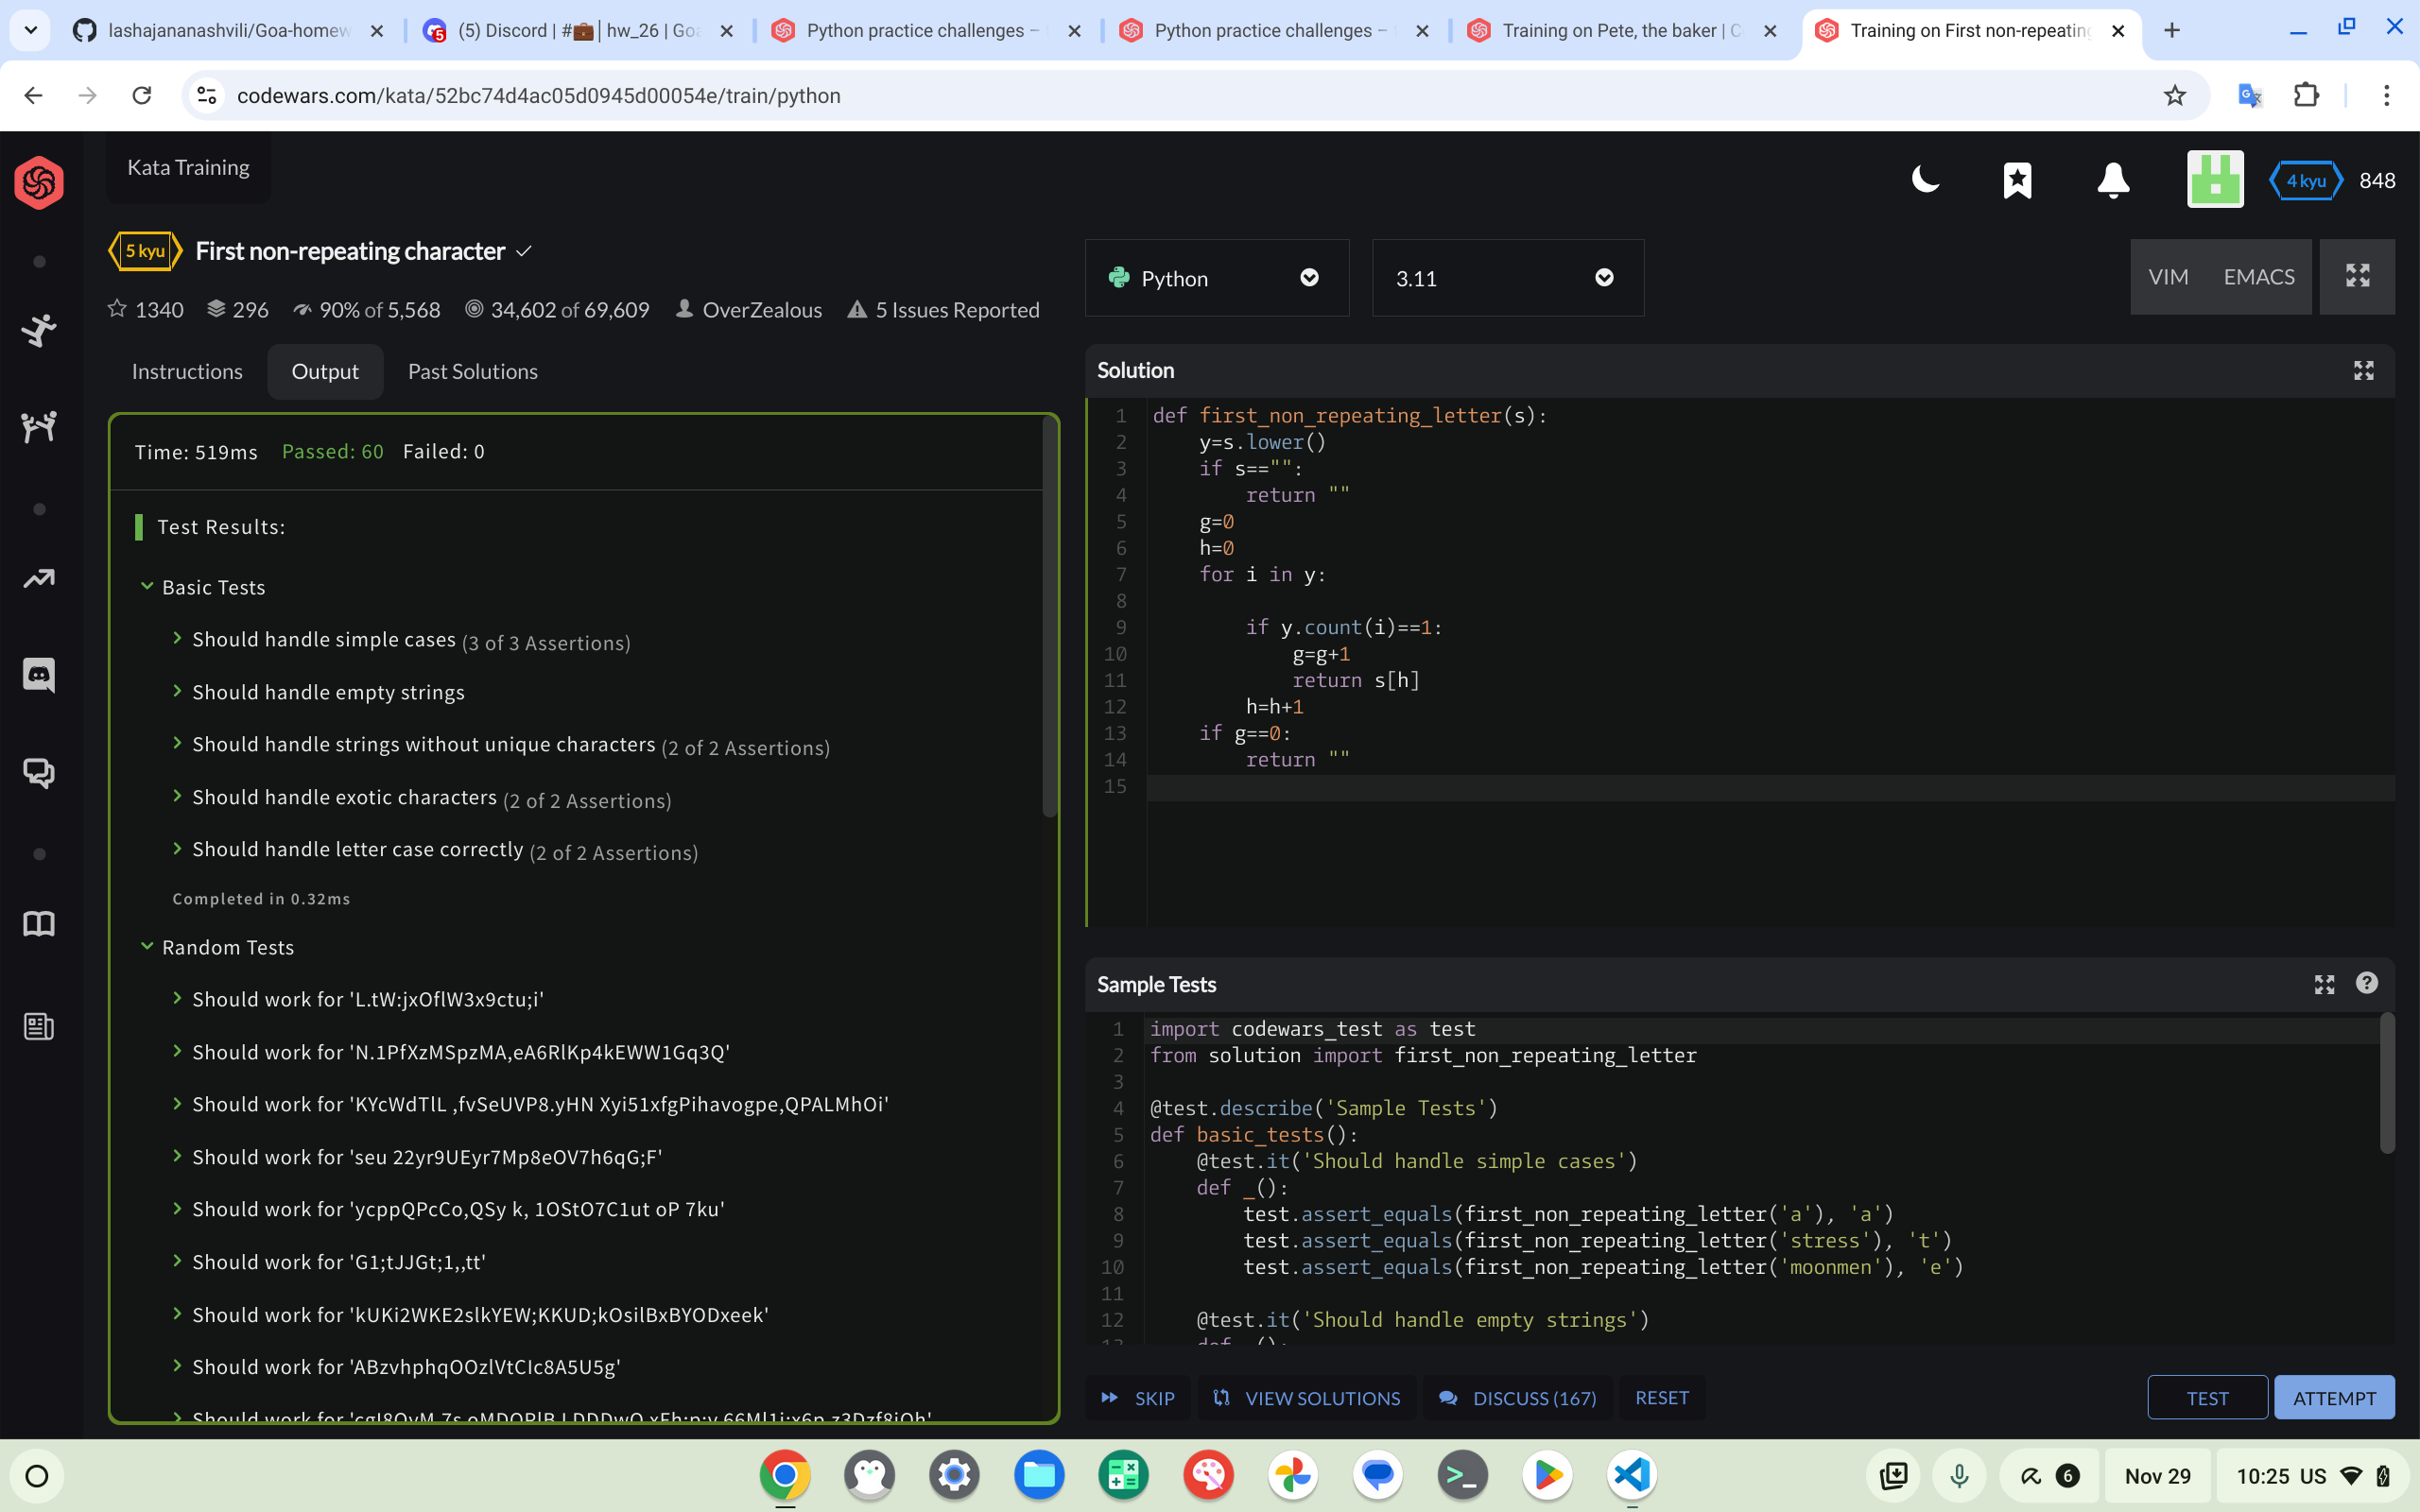 lashajananashvili/Goa-homew
(5) Discord | #💼│hw_26 | Goa
Python practice challenges –
Python practice challenges –
Training on Pete, the baker | C
Training on First non-repeating
codewars.com/kata/52bc74d4ac05d0945d00054e/train/python
Kata Training
4 kyu
848
5 kyu
First non-repeating character
1340
296
90% of 5,568
34,602 of 69,609
OverZealous
5 Issues Reported
Python
3.11
VIM
EMACS
Instructions
Output
Past Solutions
Time: 519ms Passed: 60 Failed: 0
Test Results:
Basic Tests
Should handle simple cases (3 of 3 Assertions)
Should handle empty strings
Should handle strings without unique characters (2 of 2 Assertions)
Should handle exotic characters (2 of 2 Assertions)
Should handle letter case correctly (2 of 2 Assertions)
Completed in 0.32ms
Random Tests
Should work for 'L.tW:jxOflW3x9ctu;i'
Should work for 'N.1PfXzMSpzMA,eA6RlKp4kEWW1Gq3Q'
Should work for 'KYcWdTlL ,fvSeUVP8.yHN Xyi51xfgPihavogpe,QPALMhOi'
Should work for 'seu 22yr9UEyr7Mp8eOV7h6qG;F'
Should work for 'ycppQPcCo,QSy k, 1OStO7C1ut oP 7ku'
Should work for 'G1;tJJGt;1,,tt'
Should work for 'kUKi2WKE2slkYEW;KKUD;kOsilBxBYODxeek'
Should work for 'ABzvhphqOOzlVtCIc8A5U5g'
Should work for
Solution
1 def first_non_repeating_letter(s):
2 y=s.lower()
3 if s=="":
4 return ""
5 g=0
6 h=0
7 for i in y:
8
9 if y.count(i)==1:
10 g=g+1
11 return s[h]
12 h=h+1
13 if g==0:
14 return ""
15
Sample Tests
1 import codewars_test as test
2 from solution import first_non_repeating_letter
3
4 @test.describe('Sample Tests')
5 def basic_tests():
6 @test.it('Should handle simple cases')
7 def _():
8 test.assert_equals(first_non_repeating_letter('a'), 'a')
9 test.assert_equals(first_non_repeating_letter('stress'), 't')
10 test.assert_equals(first_non_repeating_letter('moonmen'), 'e')
11
12 @test.it('Should handle empty strings')
13 def _():
SKIP
VIEW SOLUTIONS
DISCUSS (167)
RESET
TEST
ATTEMPT
6
Nov 29
10:25 US